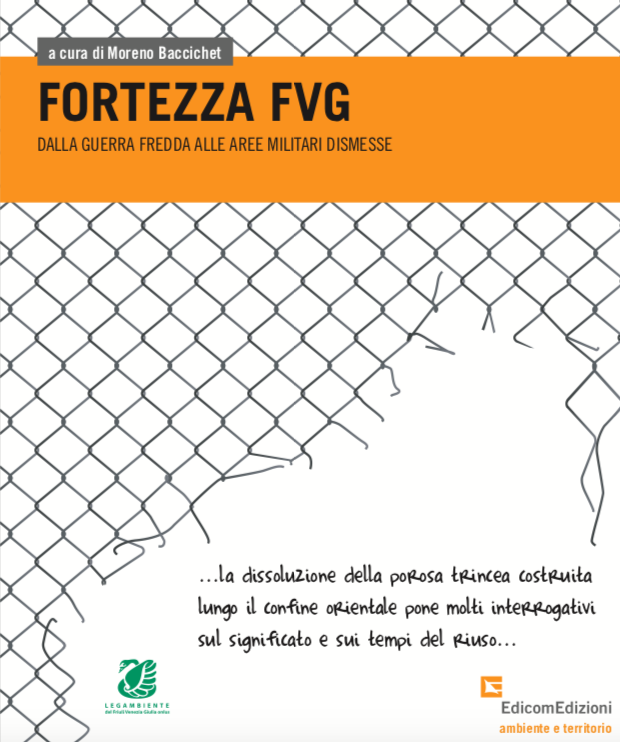 a cura di Moreno Baccichet
FORTEZZA FVG
DALLA GUERRA FREDDA ALLE AREE MILITARI DISMESSE
...la dissoluzione della porosa trincea costruita
lungo il confine orientale pone molti interrogativi
sul significato e sui tempi del riuso...
LEGAMBIENTE
del Friuli Venezia Giulia onlus
EdicomEdizioni
ambiente e territorio